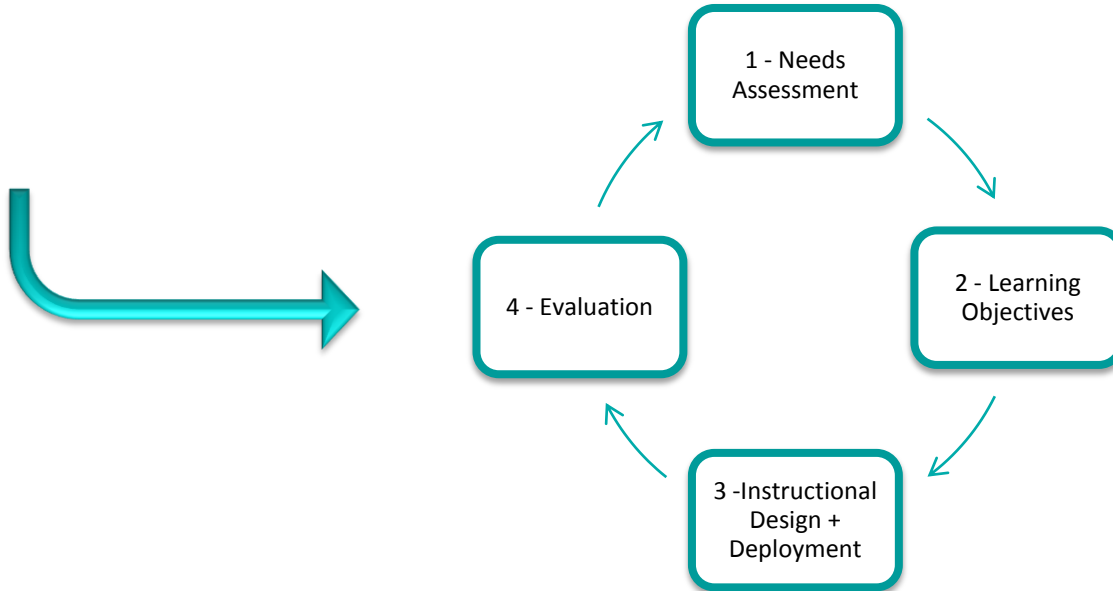 1 - Needs
Assessment
2 - Learning
Objectives
3 -Instructional
Design +
Deployment
4 - Evaluation